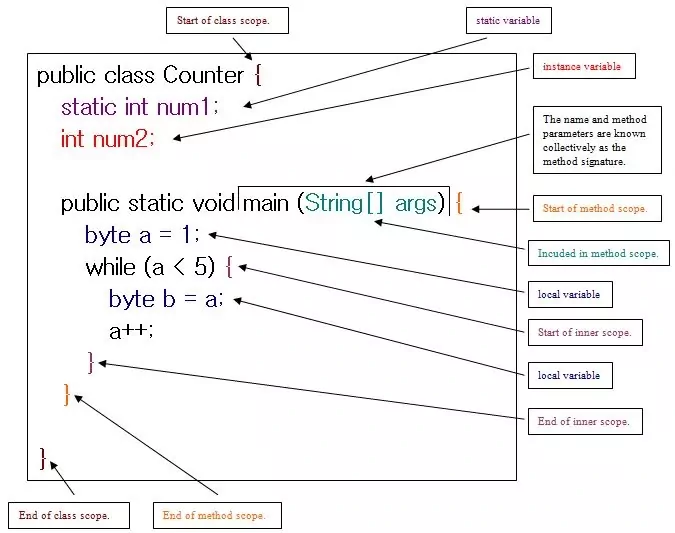 Start of class scope.
static variable
public class Counter {
instance variable
static int num1;
int num2;
The name and method
parameters are known
collectively as the
method signature.
public static void main (String[] args) {
Start of method scope.
byte a = 1;
Incuded in method scope.
while (a < 5) {
local variable
byte b = a;
Start of inner scope.
a++;
}
local variable
}
End of inner scope.
}
End of class scope.
End of method scope.